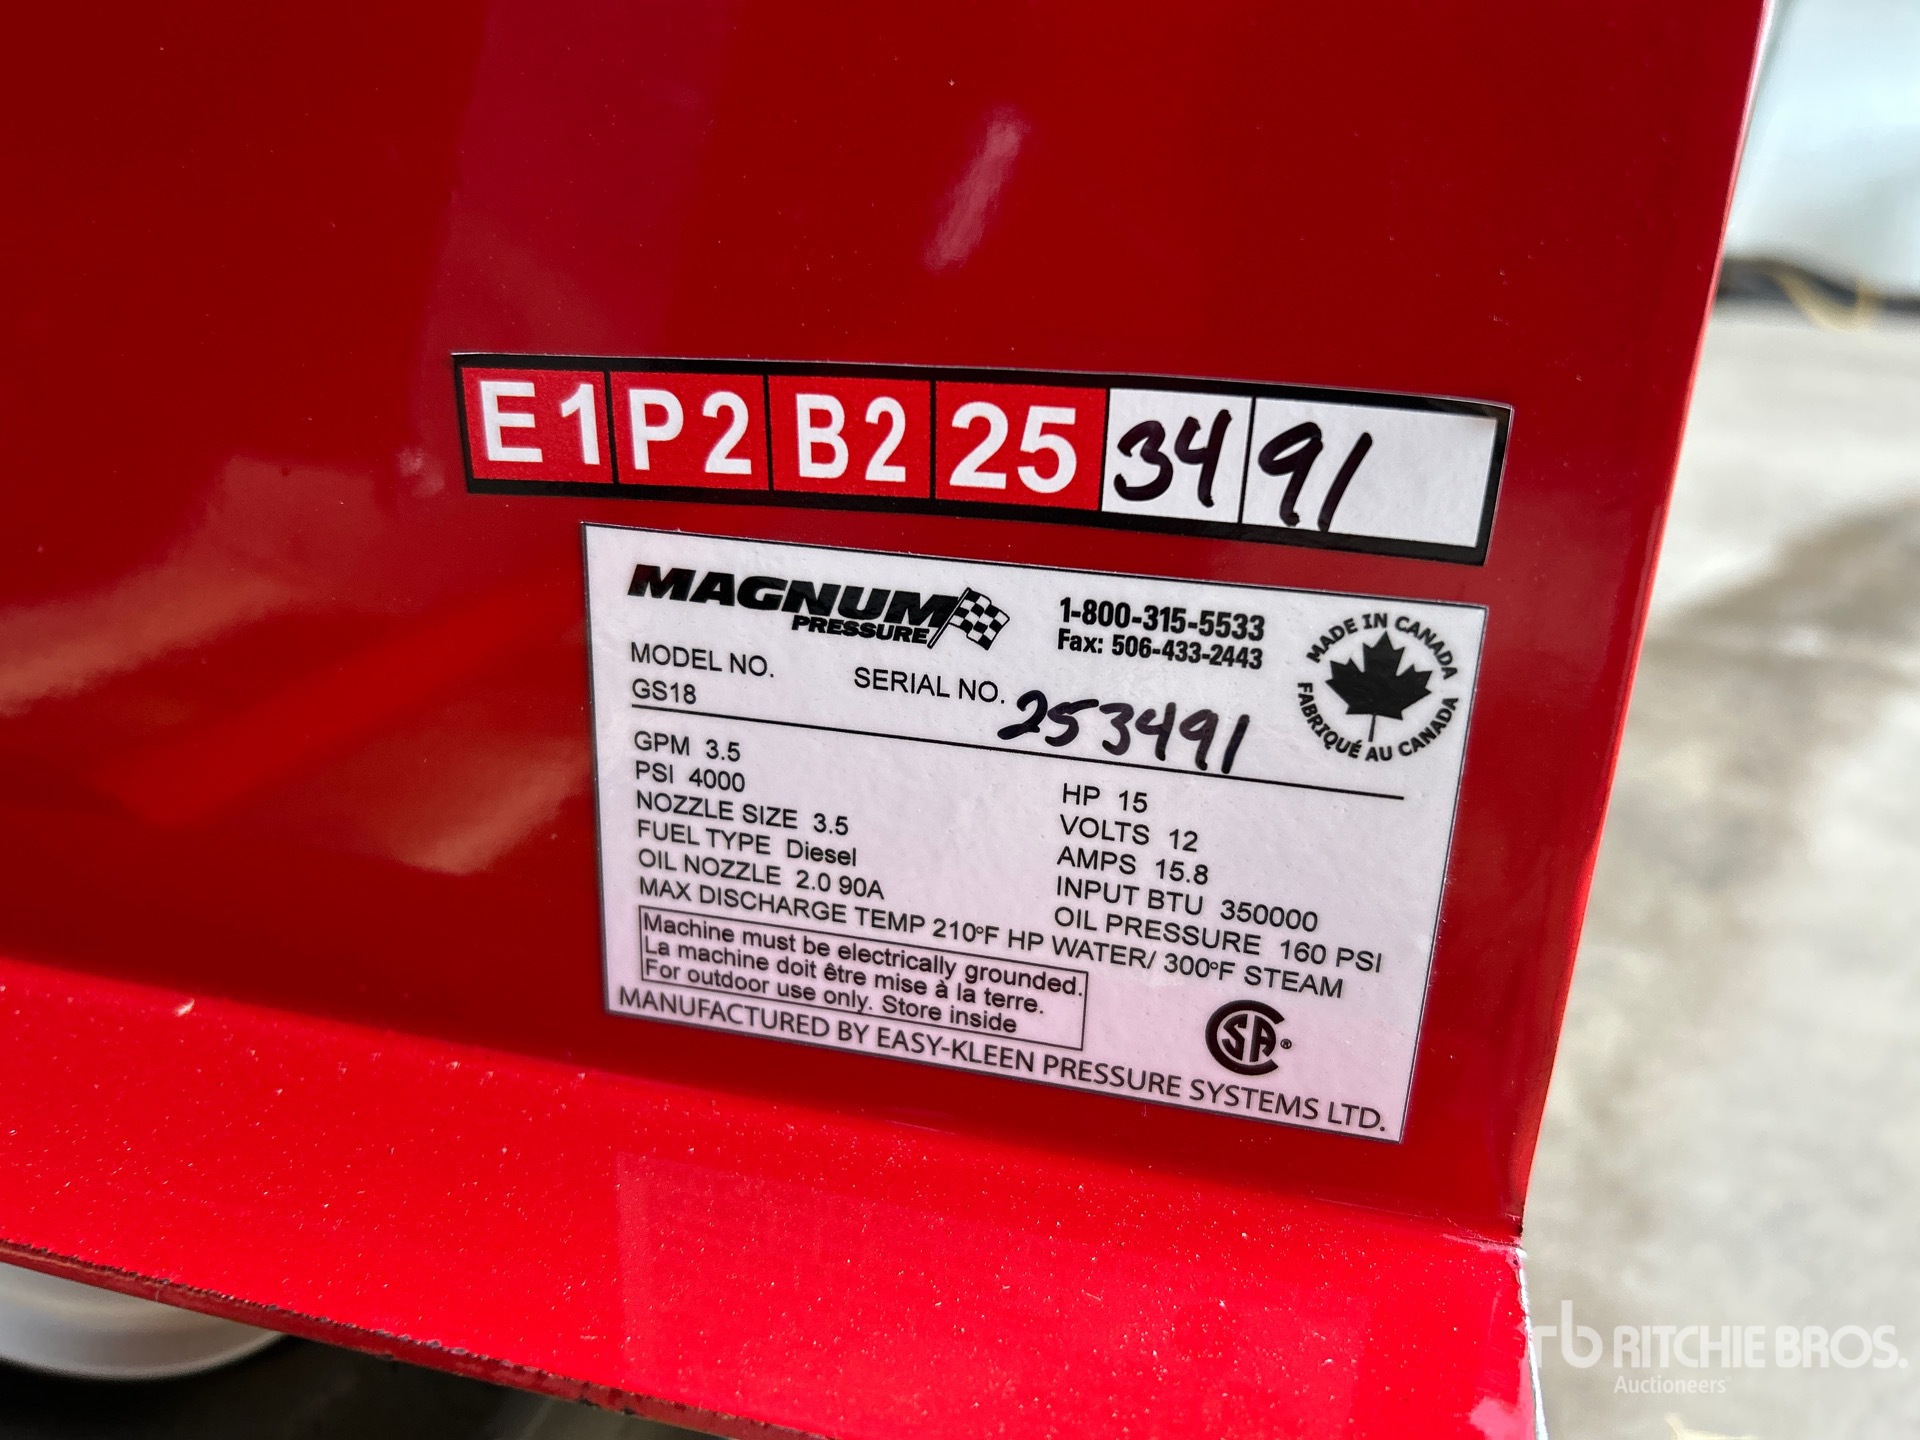 E1 P2 B2 25 34 91
MAGNUM
PRESSURE
1-800-315-5533
Fax: 506-433-2443
MADE IN CANADA
FABRIQUÉ AU CANADA
MODEL NO.
GS18
SERIAL NO. 253491
GPM 3.5
PSI 4000
NOZZLE SIZE 3.5
FUEL TYPE Diesel
OIL NOZZLE 2.0 90A
HP 15
VOLTS 12
AMPS 15.8
INPUT BTU 350000
OIL PRESSURE 160 PSI
MAX DISCHARGE TEMP 210°F HP WATER/ 300°F STEAM
Machine must be electrically grounded.
La machine doit être mise à la terre.
For outdoor use only. Store inside
CSA®
MANUFACTURED BY EASY-KLEEN PRESSURE SYSTEMS LTD.
rb RITCHIE BROS.
Auctioneers